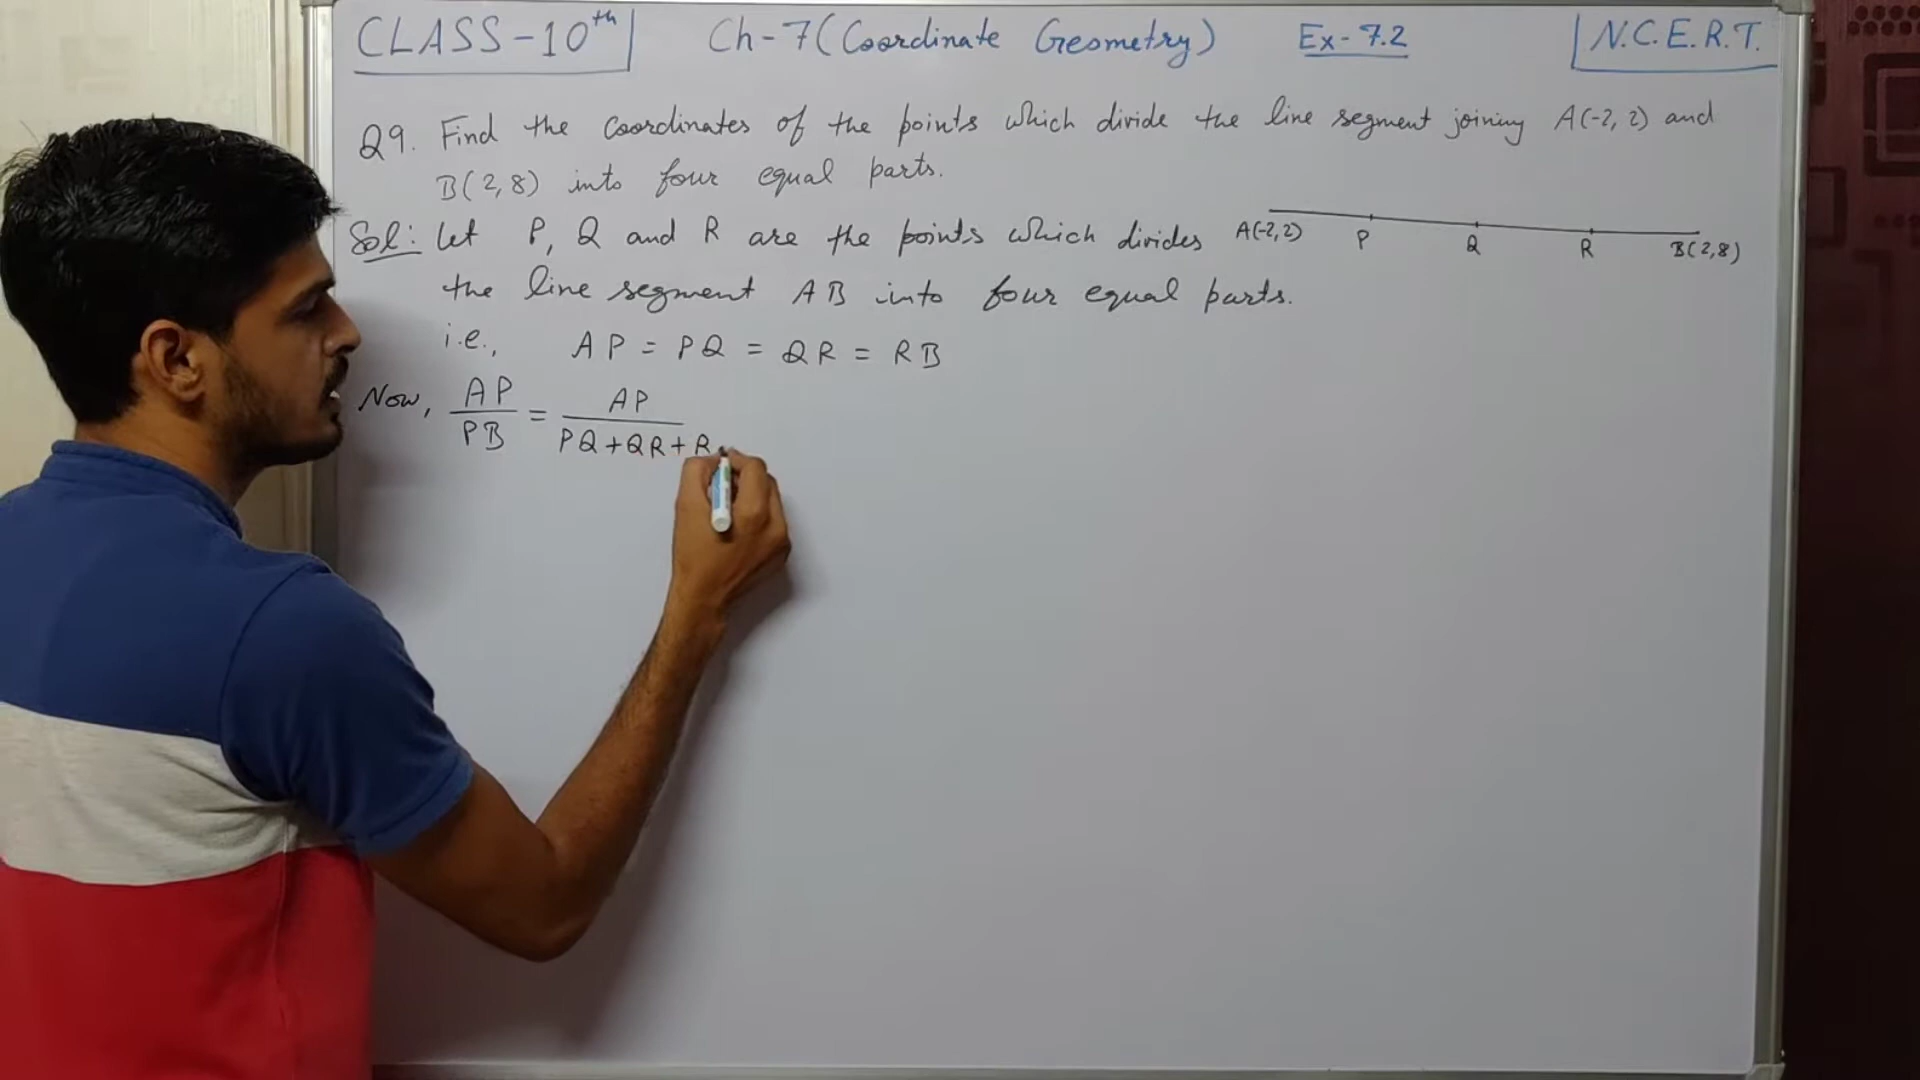 CLASS-10th Ch-7 (Coordinate Geometry) Ex-7.2 N.C.E.R.T.
Q9. Find the coordinates of the points which divide the line segment joining A(-2, 2) and
B(2,8) into four equal parts.
Sol: Let P, Q and R are the points which divides
A(-2,2) P Q R B(2,8)
the line segment AB into four equal parts.
i.e., AP = PQ = QR = RB
Now, AP/PB = AP/PQ+QR+R